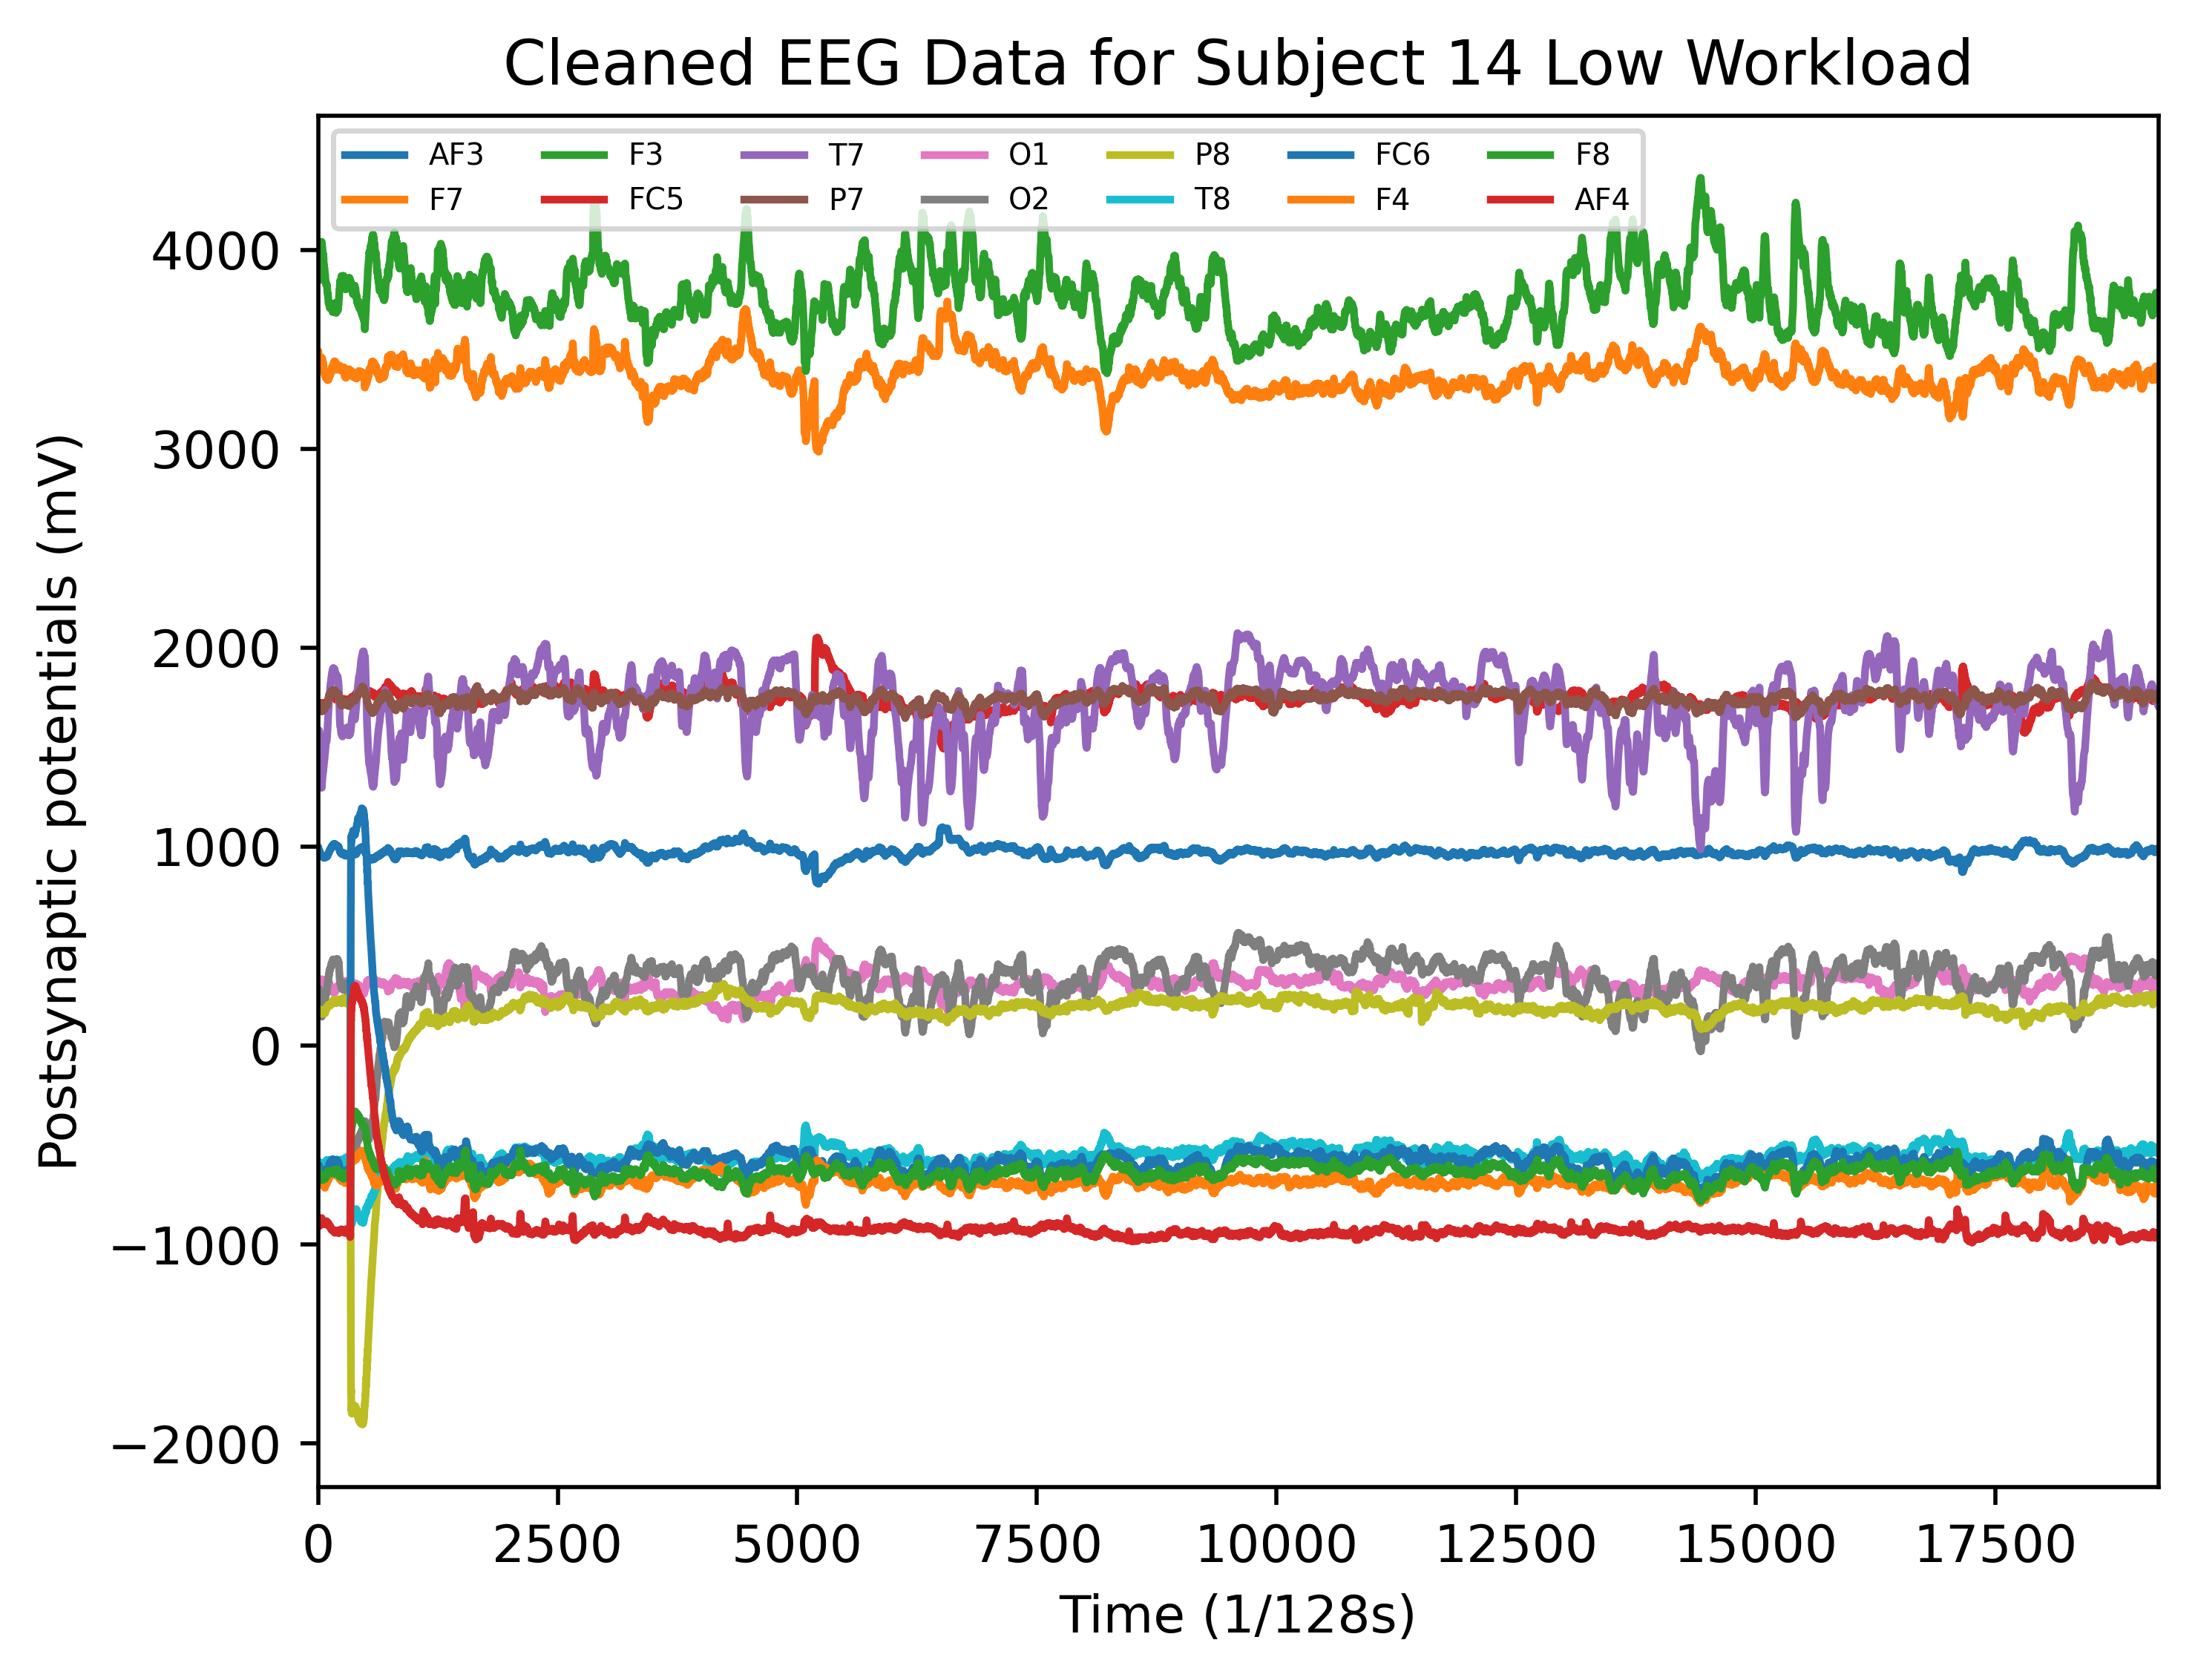 Cleaned EEG Data for Subject 14 Low Workload
AF3 F3 T7 O1 P8 FC6 F8
F7 FC5 P7 O2 T8 F4 AF4
4000
3000
2000
1000
0
−1000
−2000
Postsynaptic potentials (mV)
0 2500 5000 7500 10000 12500 15000 17500
Time (1/128s)